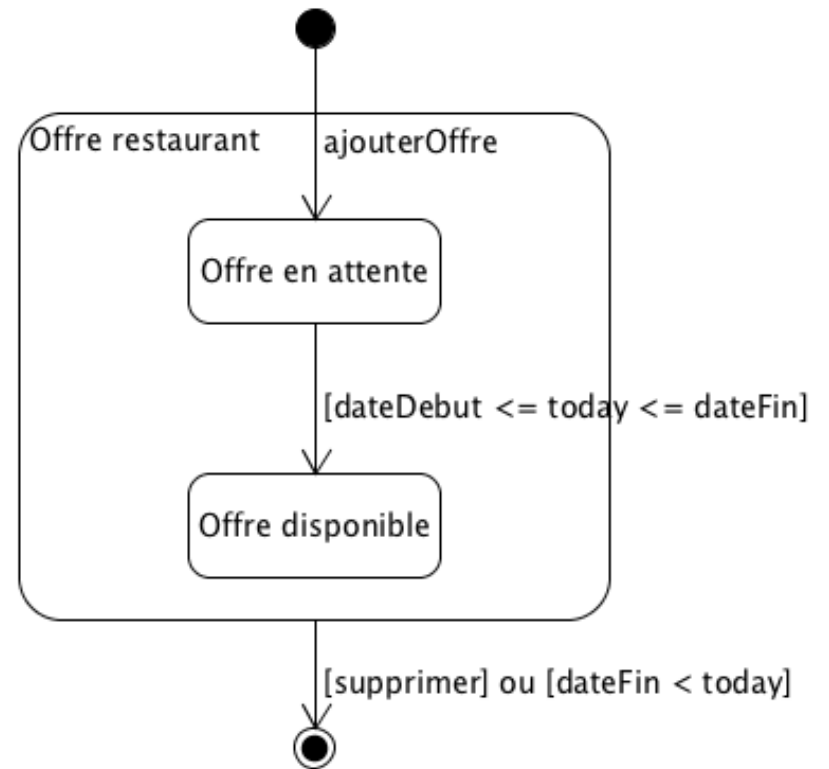 Offre restaurant
ajouterOffre
Offre en attente
[dateDebut <= today <= dateFin]
Offre disponible
[supprimer] ou [dateFin < today]